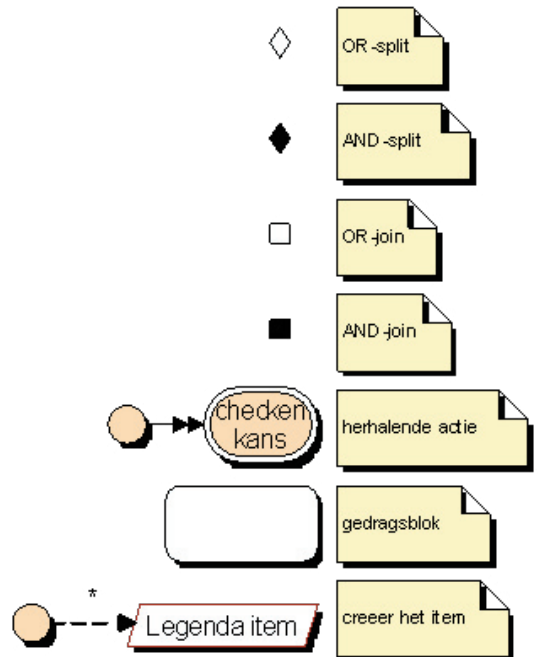 OR-split
AND-split
OR-join
AND-join
checken
kans
herhalende actie
gedragsblok
*
Legenda item
creeer het item